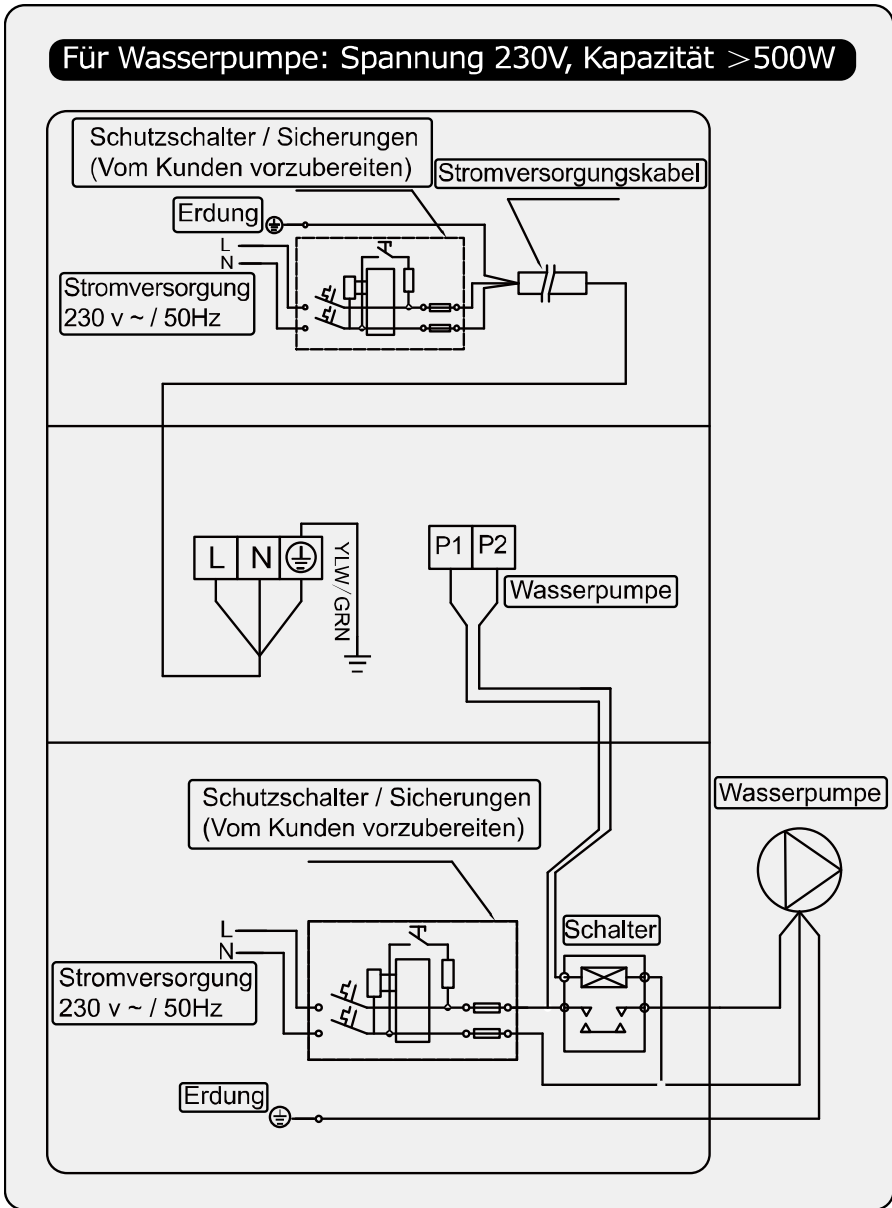 Für Wasserpumpe: Spannung 230V, Kapazität >500W
Schutzschalter / Sicherungen
(Vom Kunden vorzubereiten)
Stromversorgungskabel
Erdung
L
N
Stromversorgung
230 v ~ / 50Hz
L N
YLW/GRN
P1 P2
Wasserpumpe
Schutzschalter / Sicherungen
(Vom Kunden vorzubereiten)
Wasserpumpe
Schalter
L
N
Stromversorgung
230 v ~ / 50Hz
Erdung